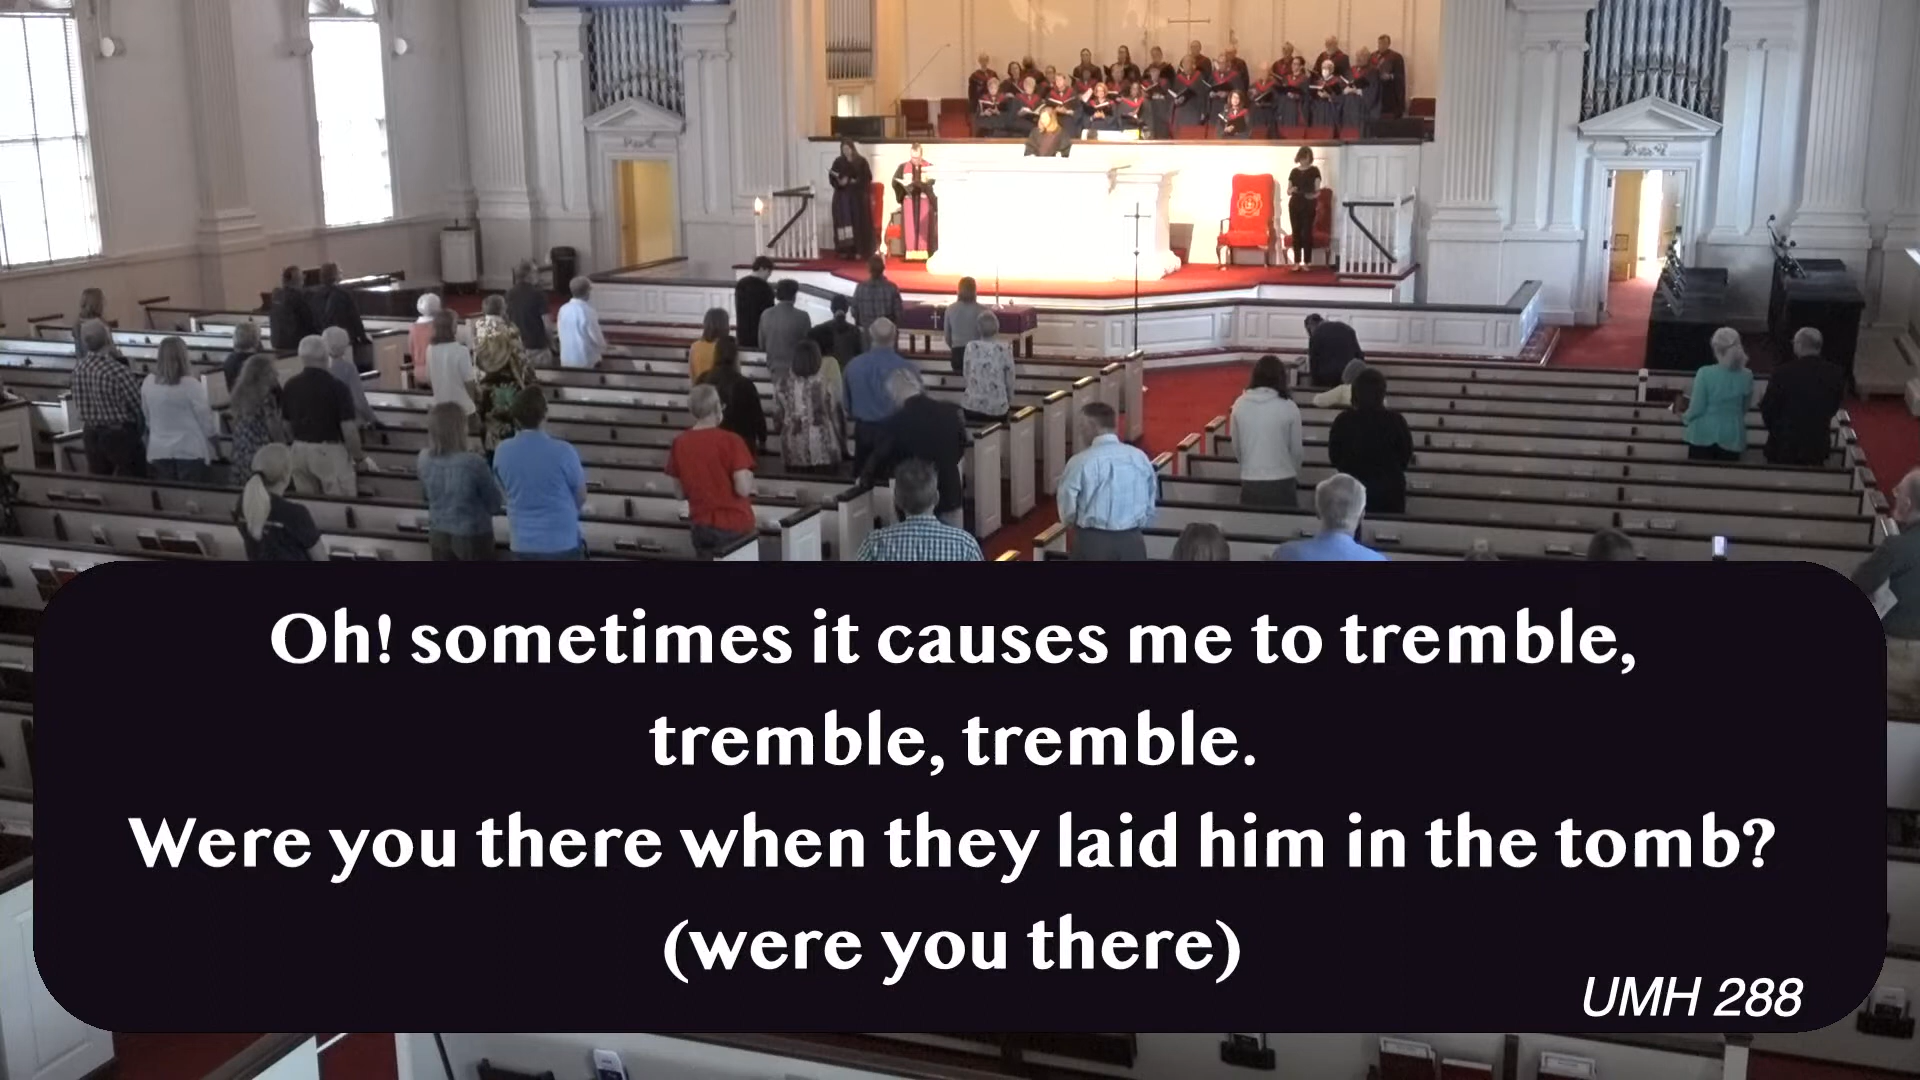 Oh! sometimes it causes me to tremble,
tremble, tremble.
Were you there when they laid him in the tomb?
(were you there)
UMH 288